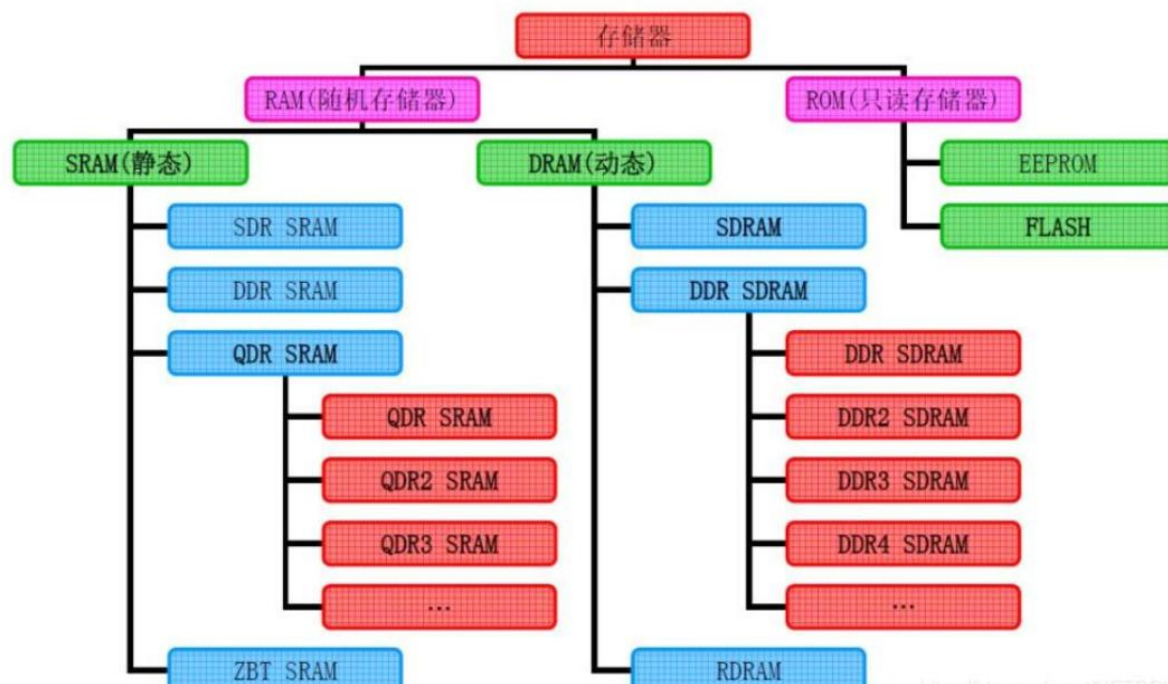 存储器
RAM(随机存储器)
ROM(只读存储器)
SRAM(静态)
DRAM(动态)
EEPROM
FLASH
SDR SRAM
DDR SRAM
QDR SRAM
QDR SRAM
QDR2 SRAM
QDR3 SRAM
...
ZBT SRAM
SDRAM
DDR SDRAM
DDR SDRAM
DDR2 SDRAM
DDR3 SDRAM
DDR4 SDRAM
...
RDRAM